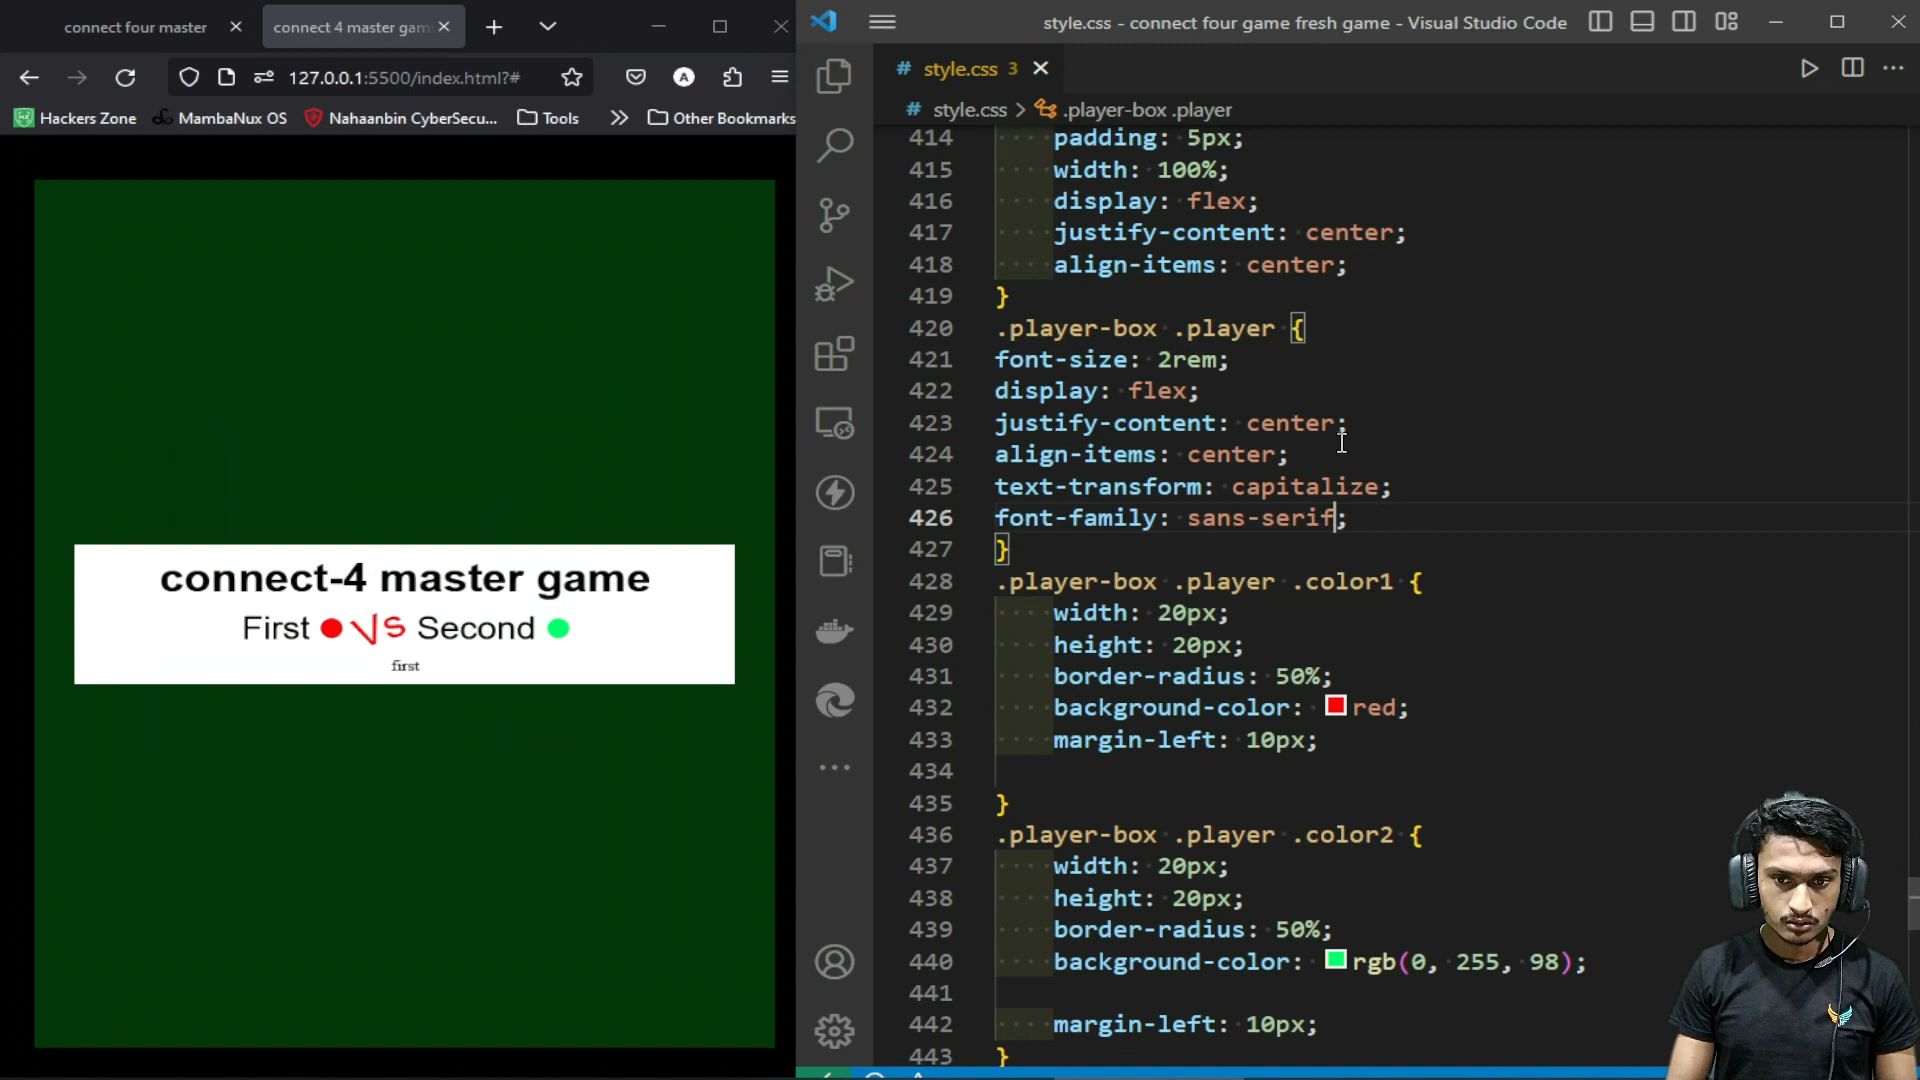 connect four master
connect 4 master gam
style.css - connect four game fresh game - Visual Studio Code
127.0.0.1:5500/index.html?#
Hackers Zone
MambaNux OS
Nahaanbin CyberSecu...
Tools
Other Bookmarks
# style.css 3
# style.css > .player-box .player
connect-4 master game
First VS Second
first
414 padding: 5px;
415 width: 100%;
416 display: flex;
417 justify-content: center;
418 align-items: center;
419 }
420 .player-box .player {
421 font-size: 2rem;
422 display: flex;
423 justify-content: center;
424 align-items: center;
425 text-transform: capitalize;
426 font-family: sans-serif;
427 }
428 .player-box .player .color1 {
429 width: 20px;
430 height: 20px;
431 border-radius: 50%;
432 background-color: red;
433 margin-left: 10px;
434
435 }
436 .player-box .player .color2 {
437 width: 20px;
438 height: 20px;
439 border-radius: 50%;
440 background-color: rgb(0, 255, 98);
441
442 margin-left: 10px;
443 }